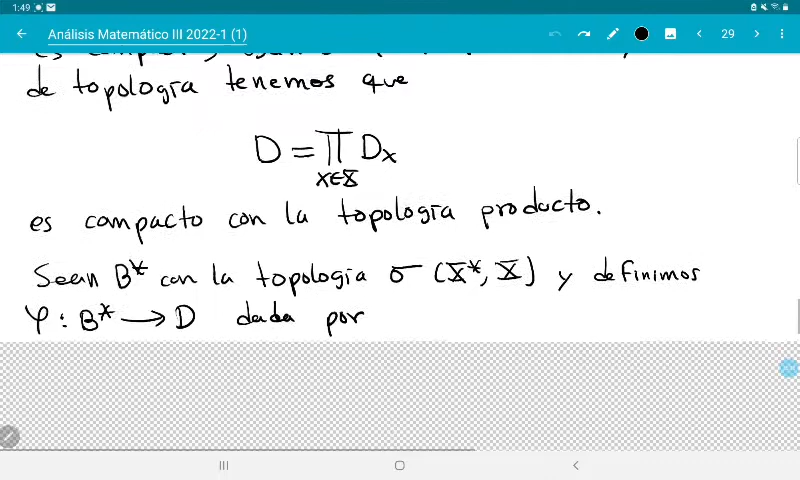 1:49
Análisis Matemático III 2022-1 (1)
29
de topología tenemos que
D = ∏ Dx
x∈X
es compacto con la topología producto.
Sean B* con la topología σ (X*, X) y definimos
φ : B* → D dada por